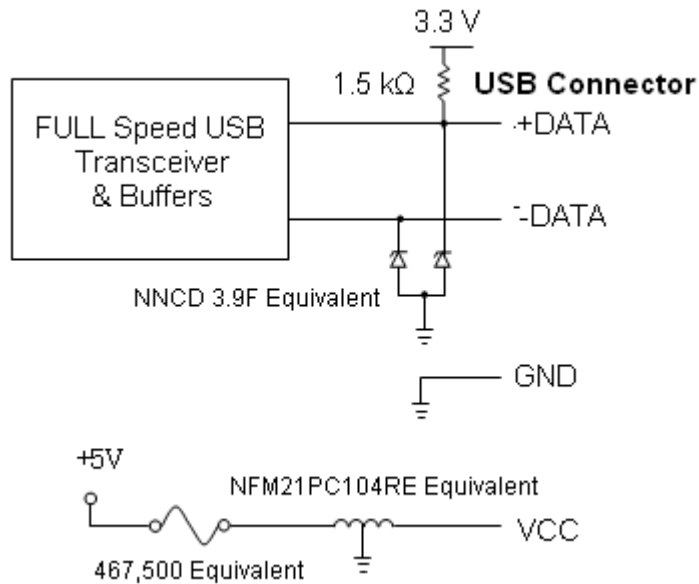 3.3 V
1.5 kΩ
USB Connector
FULL Speed USB
Transceiver
& Buffers
+DATA
-DATA
NNCD 3.9F Equivalent
GND
+5V
NFM21PC104RE Equivalent
VCC
467,500 Equivalent